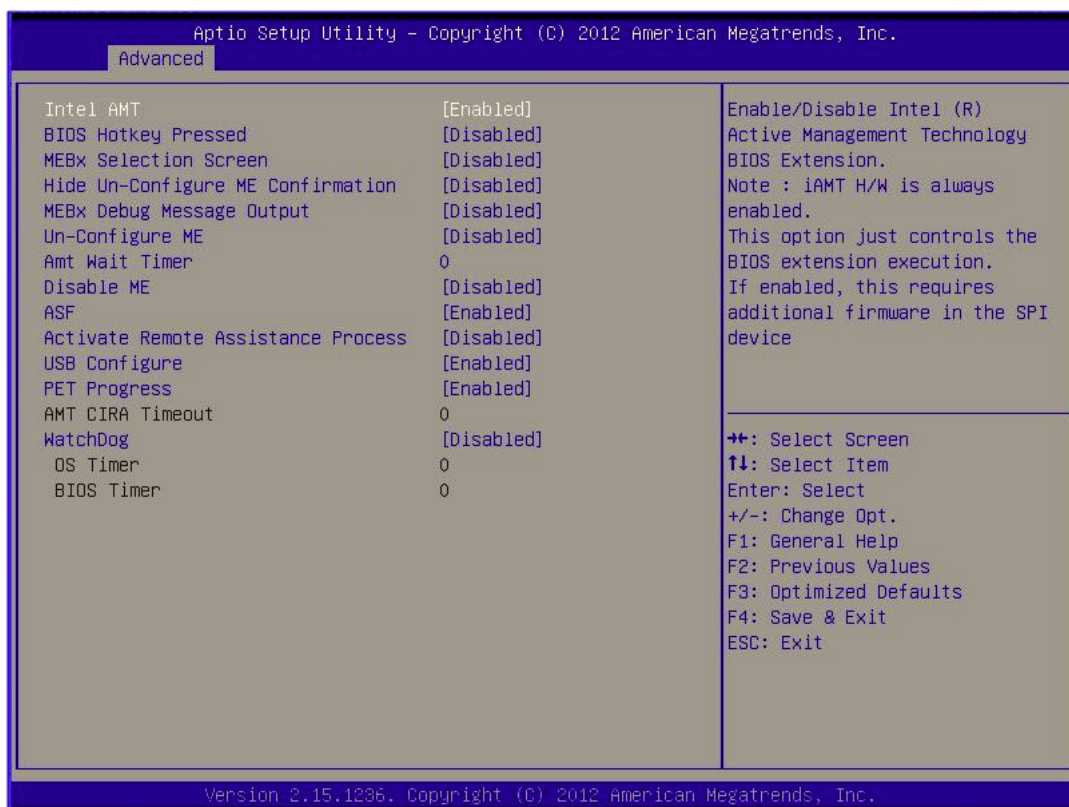 Aptio Setup Utility – Copyright (C) 2012 American Megatrends, Inc.
Advanced
Intel AMT [Enabled]
BIOS Hotkey Pressed [Disabled]
MEBx Selection Screen [Disabled]
Hide Un-Configure ME Confirmation [Disabled]
MEBx Debug Message Output [Disabled]
Un-Configure ME [Disabled]
Amt Wait Timer 0
Disable ME [Disabled]
ASF [Enabled]
Activate Remote Assistance Process [Disabled]
USB Configure [Enabled]
PET Progress [Enabled]
AMT CIRA Timeout 0
WatchDog [Disabled]
OS Timer 0
BIOS Timer 0
Enable/Disable Intel (R)
Active Management Technology
BIOS Extension.
Note : iAMT H/W is always
enabled.
This option just controls the
BIOS extension execution.
If enabled, this requires
additional firmware in the SPI
device
→←: Select Screen
↑↓: Select Item
Enter: Select
+/-: Change Opt.
F1: General Help
F2: Previous Values
F3: Optimized Defaults
F4: Save & Exit
ESC: Exit
Version 2.15.1236. Copyright (C) 2012 American Megatrends, Inc.